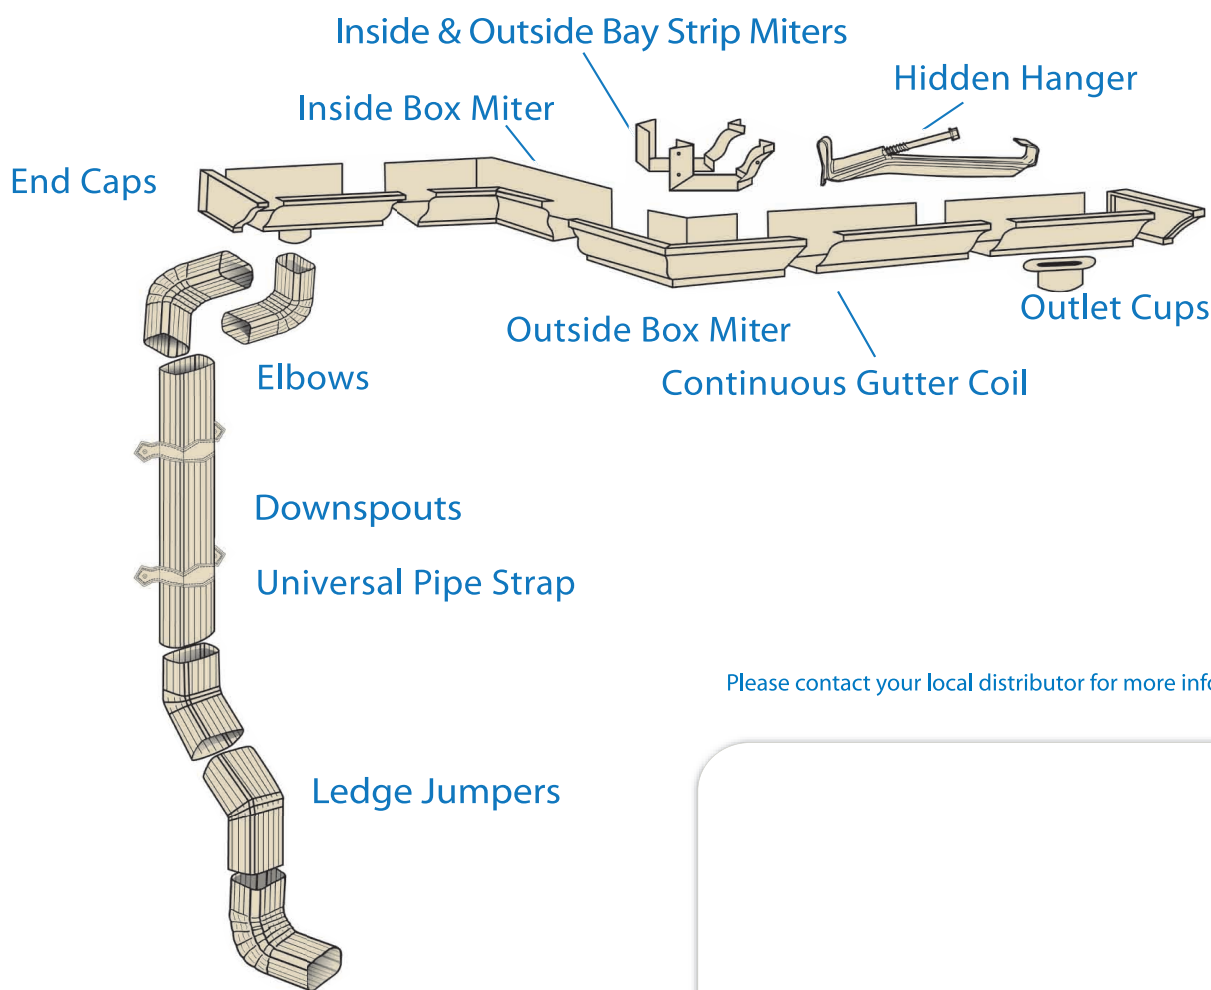 Inside & Outside Bay Strip Miters
Hidden Hanger
Inside Box Miter
End Caps
Outlet Cups
Outside Box Miter
Elbows
Continuous Gutter Coil
Downspouts
Universal Pipe Strap
Please contact your local distributor for more
Ledge Jumpers